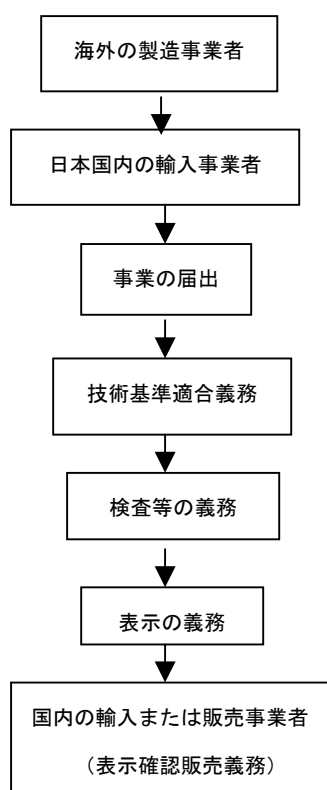 海外の製造事業者
日本国内の輸入事業者
事業の届出
技術基準適合義務
検査等の義務
表示の義務
国内の輸入または販売事業者
（表示確認販売義務）